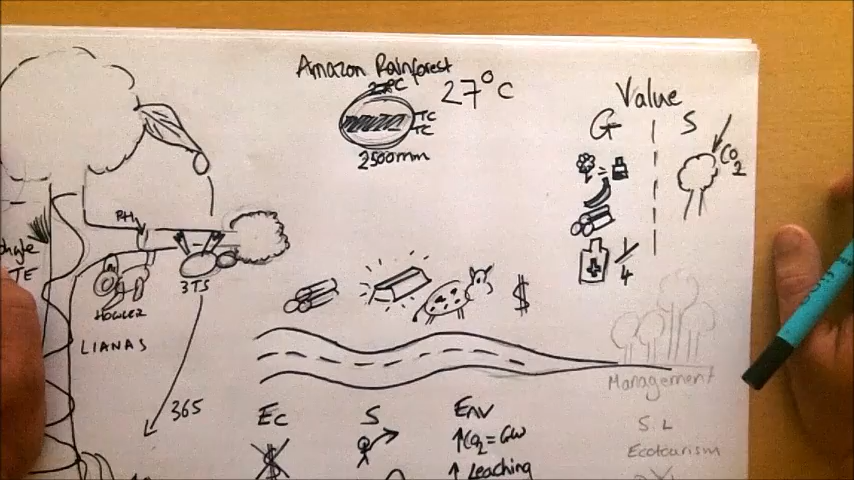 Amazon Rainforest
27°C
27°C
TC
TC
2500mm
Value
G
S
CO2
1/4
RH
TE
3TS
HOWLER
LIANAS
365
$
Management
S.L
Ecotourism
Ec
S
Env
$
↑CO2 = GW
↑ Leaching